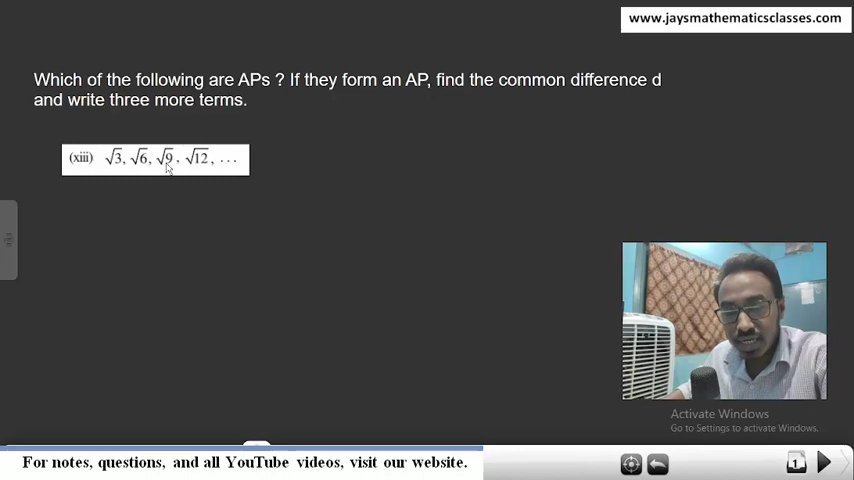 www.jaysmathematicsclasses.com
Which of the following are APs ? If they form an AP, find the common difference d
and write three more terms.
(xiii) √3, √6, √9 , √12 , ...
Activate Windows
Go to Settings to activate Windows.
For notes, questions, and all YouTube videos, visit our website.
1